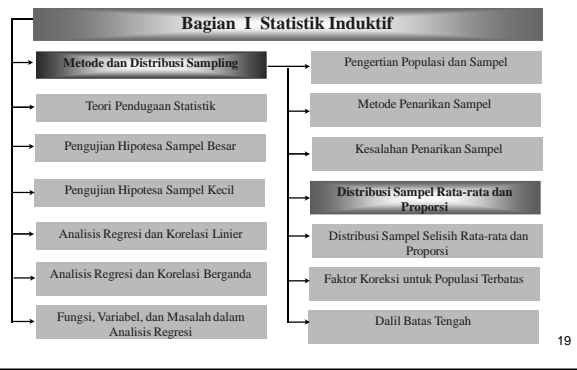 Bagian I Statistik Induktif
Metode dan Distribusi Sampling
Teori Pendugaan Statistik
Pengujian Hipotesa Sampel Besar
Pengujian Hipotesa Sampel Kecil
Analisis Regresi dan Korelasi Linier
Analisis Regresi dan Korelasi Berganda
Fungsi, Variabel, dan Masalah dalam
Analisis Regresi
Pengertian Populasi dan Sampel
Metode Penarikan Sampel
Kesalahan Penarikan Sampel
Distribusi Sampel Rata-rata dan
Proporsi
Distribusi Sampel Selisih Rata-rata dan
Proporsi
Faktor Koreksi untuk Populasi Terbatas
Dalil Batas Tengah
19